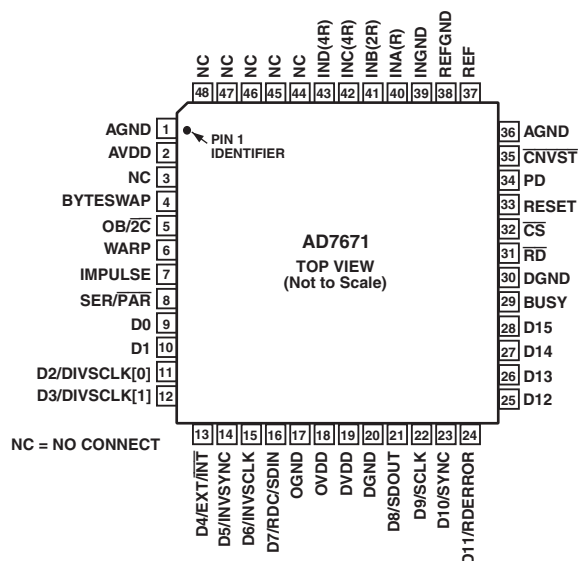 NC
NC
NC
NC
NC
IND(4R)
INC(4R)
INB(2R)
INA(R)
INGND
REFGND
REF
48 47 46 45 44 43 42 41 40 39 38 37
AGND 1
AVDD 2
NC 3
BYTESWAP 4
OB/2C 5
WARP 6
IMPULSE 7
SER/PAR 8
D0 9
D1 10
D2/DIVSCLK[0] 11
D3/DIVSCLK[1] 12
PIN 1
IDENTIFIER
AD7671
TOP VIEW
(Not to Scale)
36 AGND
35 CNVST
34 PD
33 RESET
32 CS
31 RD
30 DGND
29 BUSY
28 D15
27 D14
26 D13
25 D12
NC = NO CONNECT
13 14 15 16 17 18 19 20 21 22 23 24
D4/EXT/INT
D5/INVSYNC
D6/INVSCLK
D7/RDC/SDIN
OGND
OVDD
DVDD
DGND
D8/SDOUT
D9/SCLK
D10/SYNC
D11/RDERROR